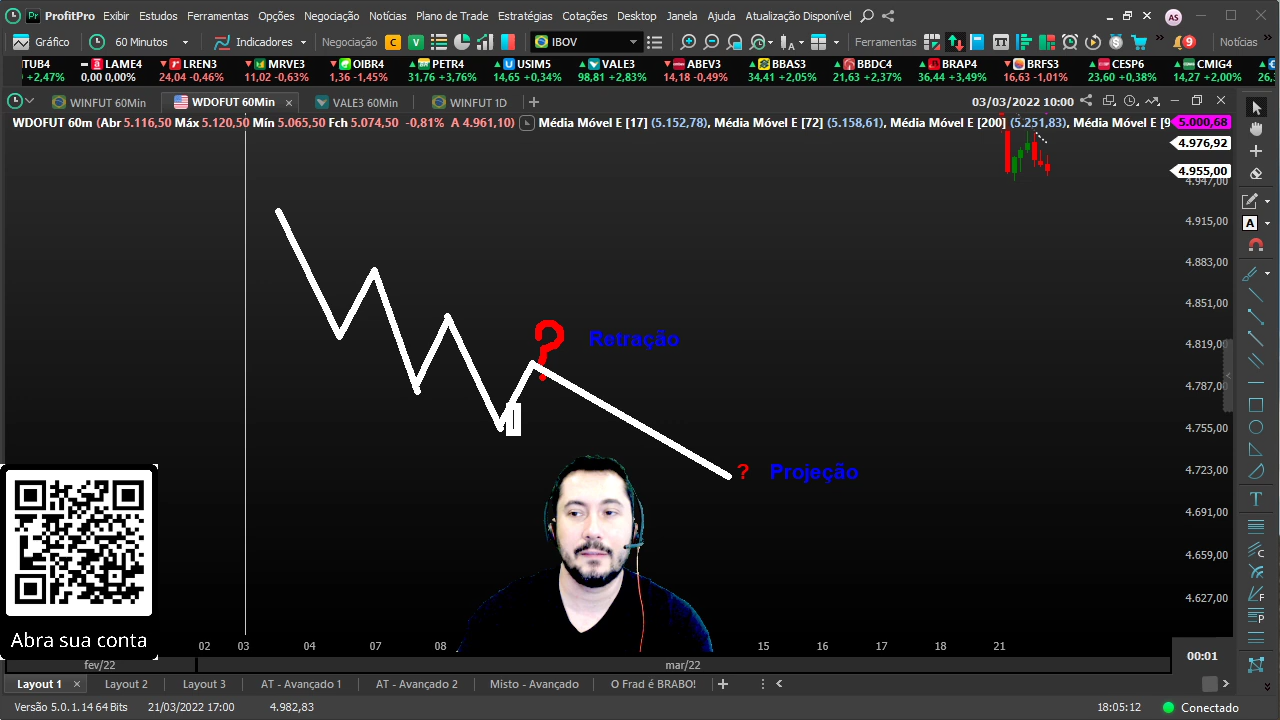 Pr ProfitPro Exibir Estudos Ferramentas Opções Negociação Notícias Plano de Trade Estratégias Cotações Desktop Janela Ajuda Atualização Disponível AS
Gráfico 60 Minutos Indicadores Negociação C V IBOV Ferramentas 9 Notícias
TUB4 LAME4 LREN3 MRVE3 OIBR4 PETR4 USIM5 VALE3 ABEV3 BBAS3 BBDC4 BRAP4 BRFS3 CESP6 CMIG4
+2,47% 0,00 0,00% 24,04 -0,46% 11,02 -0,63% 1,36 -1,45% 31,76 +3,76% 14,65 +0,34% 98,81 +2,83% 14,18 -0,49% 34,41 +2,05% 21,63 +2,37% 36,44 +3,49% 16,63 -1,01% 23,60 +0,38% 14,27 +2,00% 26,
WINFUT 60Min WDOFUT 60Min VALE3 60Min WINFUT 1D 03/03/2022 10:00
WDOFUT 60m (Abr 5.116,50 Máx 5.120,50 Mín 5.065,50 Fch 5.074,50 -0,81% A 4.961,10) Média Móvel E [17] (5.152,78), Média Móvel E [72] (5.158,61), Média Móvel E [200] (5.251,83), Média Móvel E [9
5.000,68
4.976,92
4.955,00
4.947,00
4.915,00
4.883,00
4.851,00
4.819,00
4.787,00
4.755,00
4.723,00
4.691,00
4.659,00
4.627,00
? Retração
? Projeção
Abra sua conta
02 03 04 07 08 15 16 17 18 21
fev/22 mar/22
00:01
Layout 1 Layout 2 Layout 3 AT - Avançado 1 AT - Avançado 2 Misto - Avançado O Frad é BRABO!
Versão 5.0.1.14 64 Bits 21/03/2022 17:00 4.982,83 18:05:12 Conectado